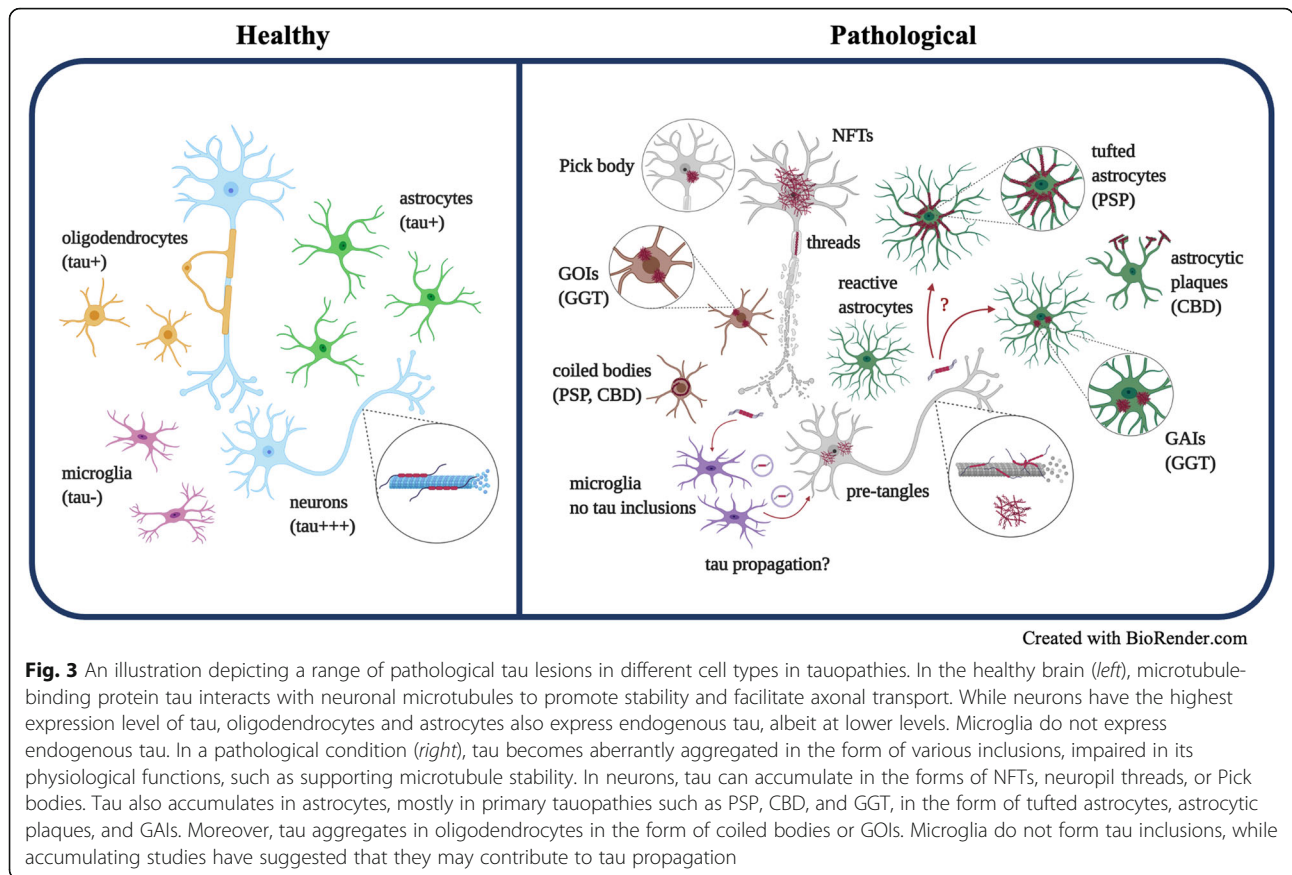 Healthy
Pathological
oligodendrocytes
(tau+)
astrocytes
(tau+)
microglia
(tau-)
neurons
(tau+++)
Pick body
NFTs
tufted
astrocytes
(PSP)
threads
GOIs
(GGT)
reactive
astrocytes
?
astrocytic
plaques
(CBD)
coiled bodies
(PSP, CBD)
GAIs
(GGT)
microglia
no tau inclusions
pre-tangles
tau propagation?
Created with BioRender.com
Fig. 3 An illustration depicting a range of pathological tau lesions in different cell types in tauopathies. In the healthy brain (left), microtubule-
binding protein tau interacts with neuronal microtubules to promote stability and facilitate axonal transport. While neurons have the highest
expression level of tau, oligodendrocytes and astrocytes also express endogenous tau, albeit at lower levels. Microglia do not express
endogenous tau. In a pathological condition (right), tau becomes aberrantly aggregated in the form of various inclusions, impaired in its
physiological functions, such as supporting microtubule stability. In neurons, tau can accumulate in the forms of NFTs, neuropil threads, or Pick
bodies. Tau also accumulates in astrocytes, mostly in primary tauopathies such as PSP, CBD, and GGT, in the form of tufted astrocytes, astrocytic
plaques, and GAIs. Moreover, tau aggregates in oligodendrocytes in the form of coiled bodies or GOIs. Microglia do not form tau inclusions, while
accumulating studies have suggested that they may contribute to tau propagation